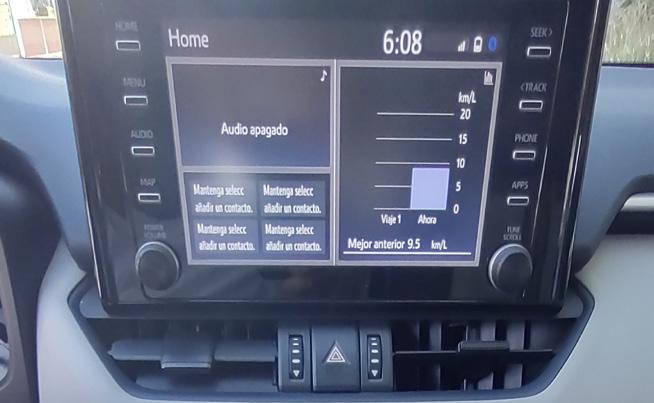 HOME
MENU
AUDIO
MAP
POWER
VOLUME
Home
6:08
Audio apagado
Mantenga selecc
añadir un contacto.
Mantenga selecc
añadir un contacto.
Mantenga selecc
añadir un contacto.
Mantenga selecc
añadir un contacto.
km/L
20
15
10
5
0
Viaje 1
Ahora
Mejor anterior 9.5 km/L
SEEK >
< TRACK
PHONE
APPS
TUNE
SCROLL